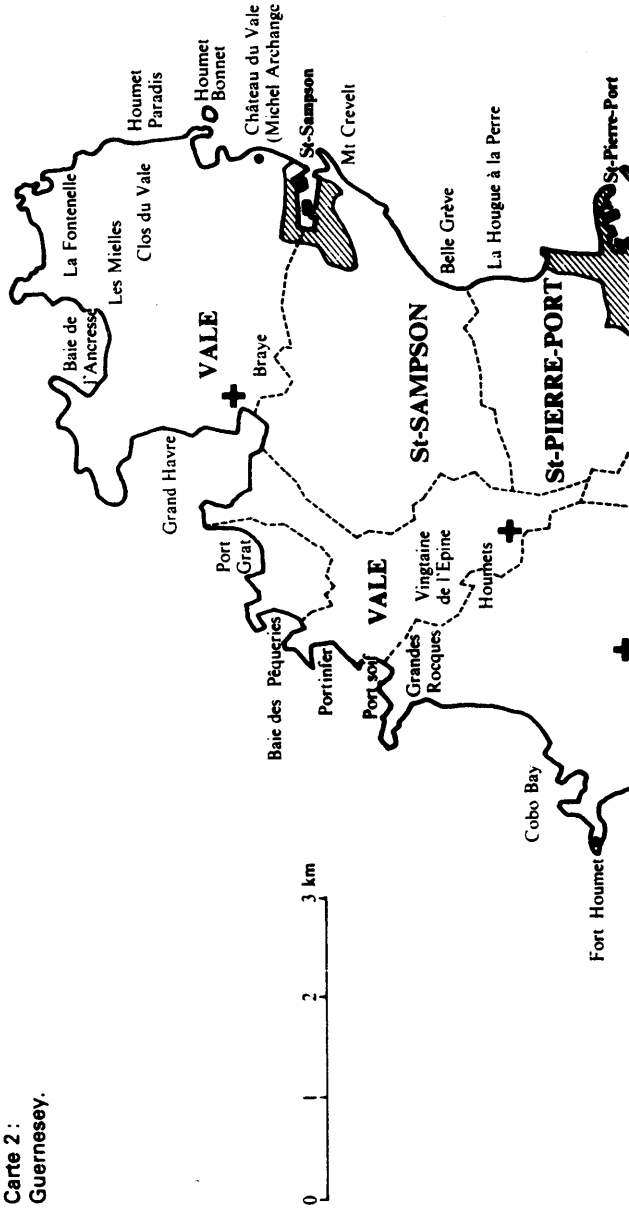 Carte 2 :
Guernesey.
0 1 2 3 km
La Fontenelle
Houmet
Paradis
Houmet
Bonnet
Baie de
l'Ancresse
Les Mielles
Clos du Vale
Château du Vale
(Michel Archange
St-Sampson
Mt Crevelt
VALE
Braye
Grand Havre
Port
Grat
Baie des Pêqueries
Portinfer
Port soif
VALE
Vingtaine
de l'Epine
Houmets
Grandes
Rocques
St-SAMPSON
Belle Grève
La Hougue à la Perre
St-PIERRE-PORT
St-Pierre-Port
Cobo Bay
Fort Houmet